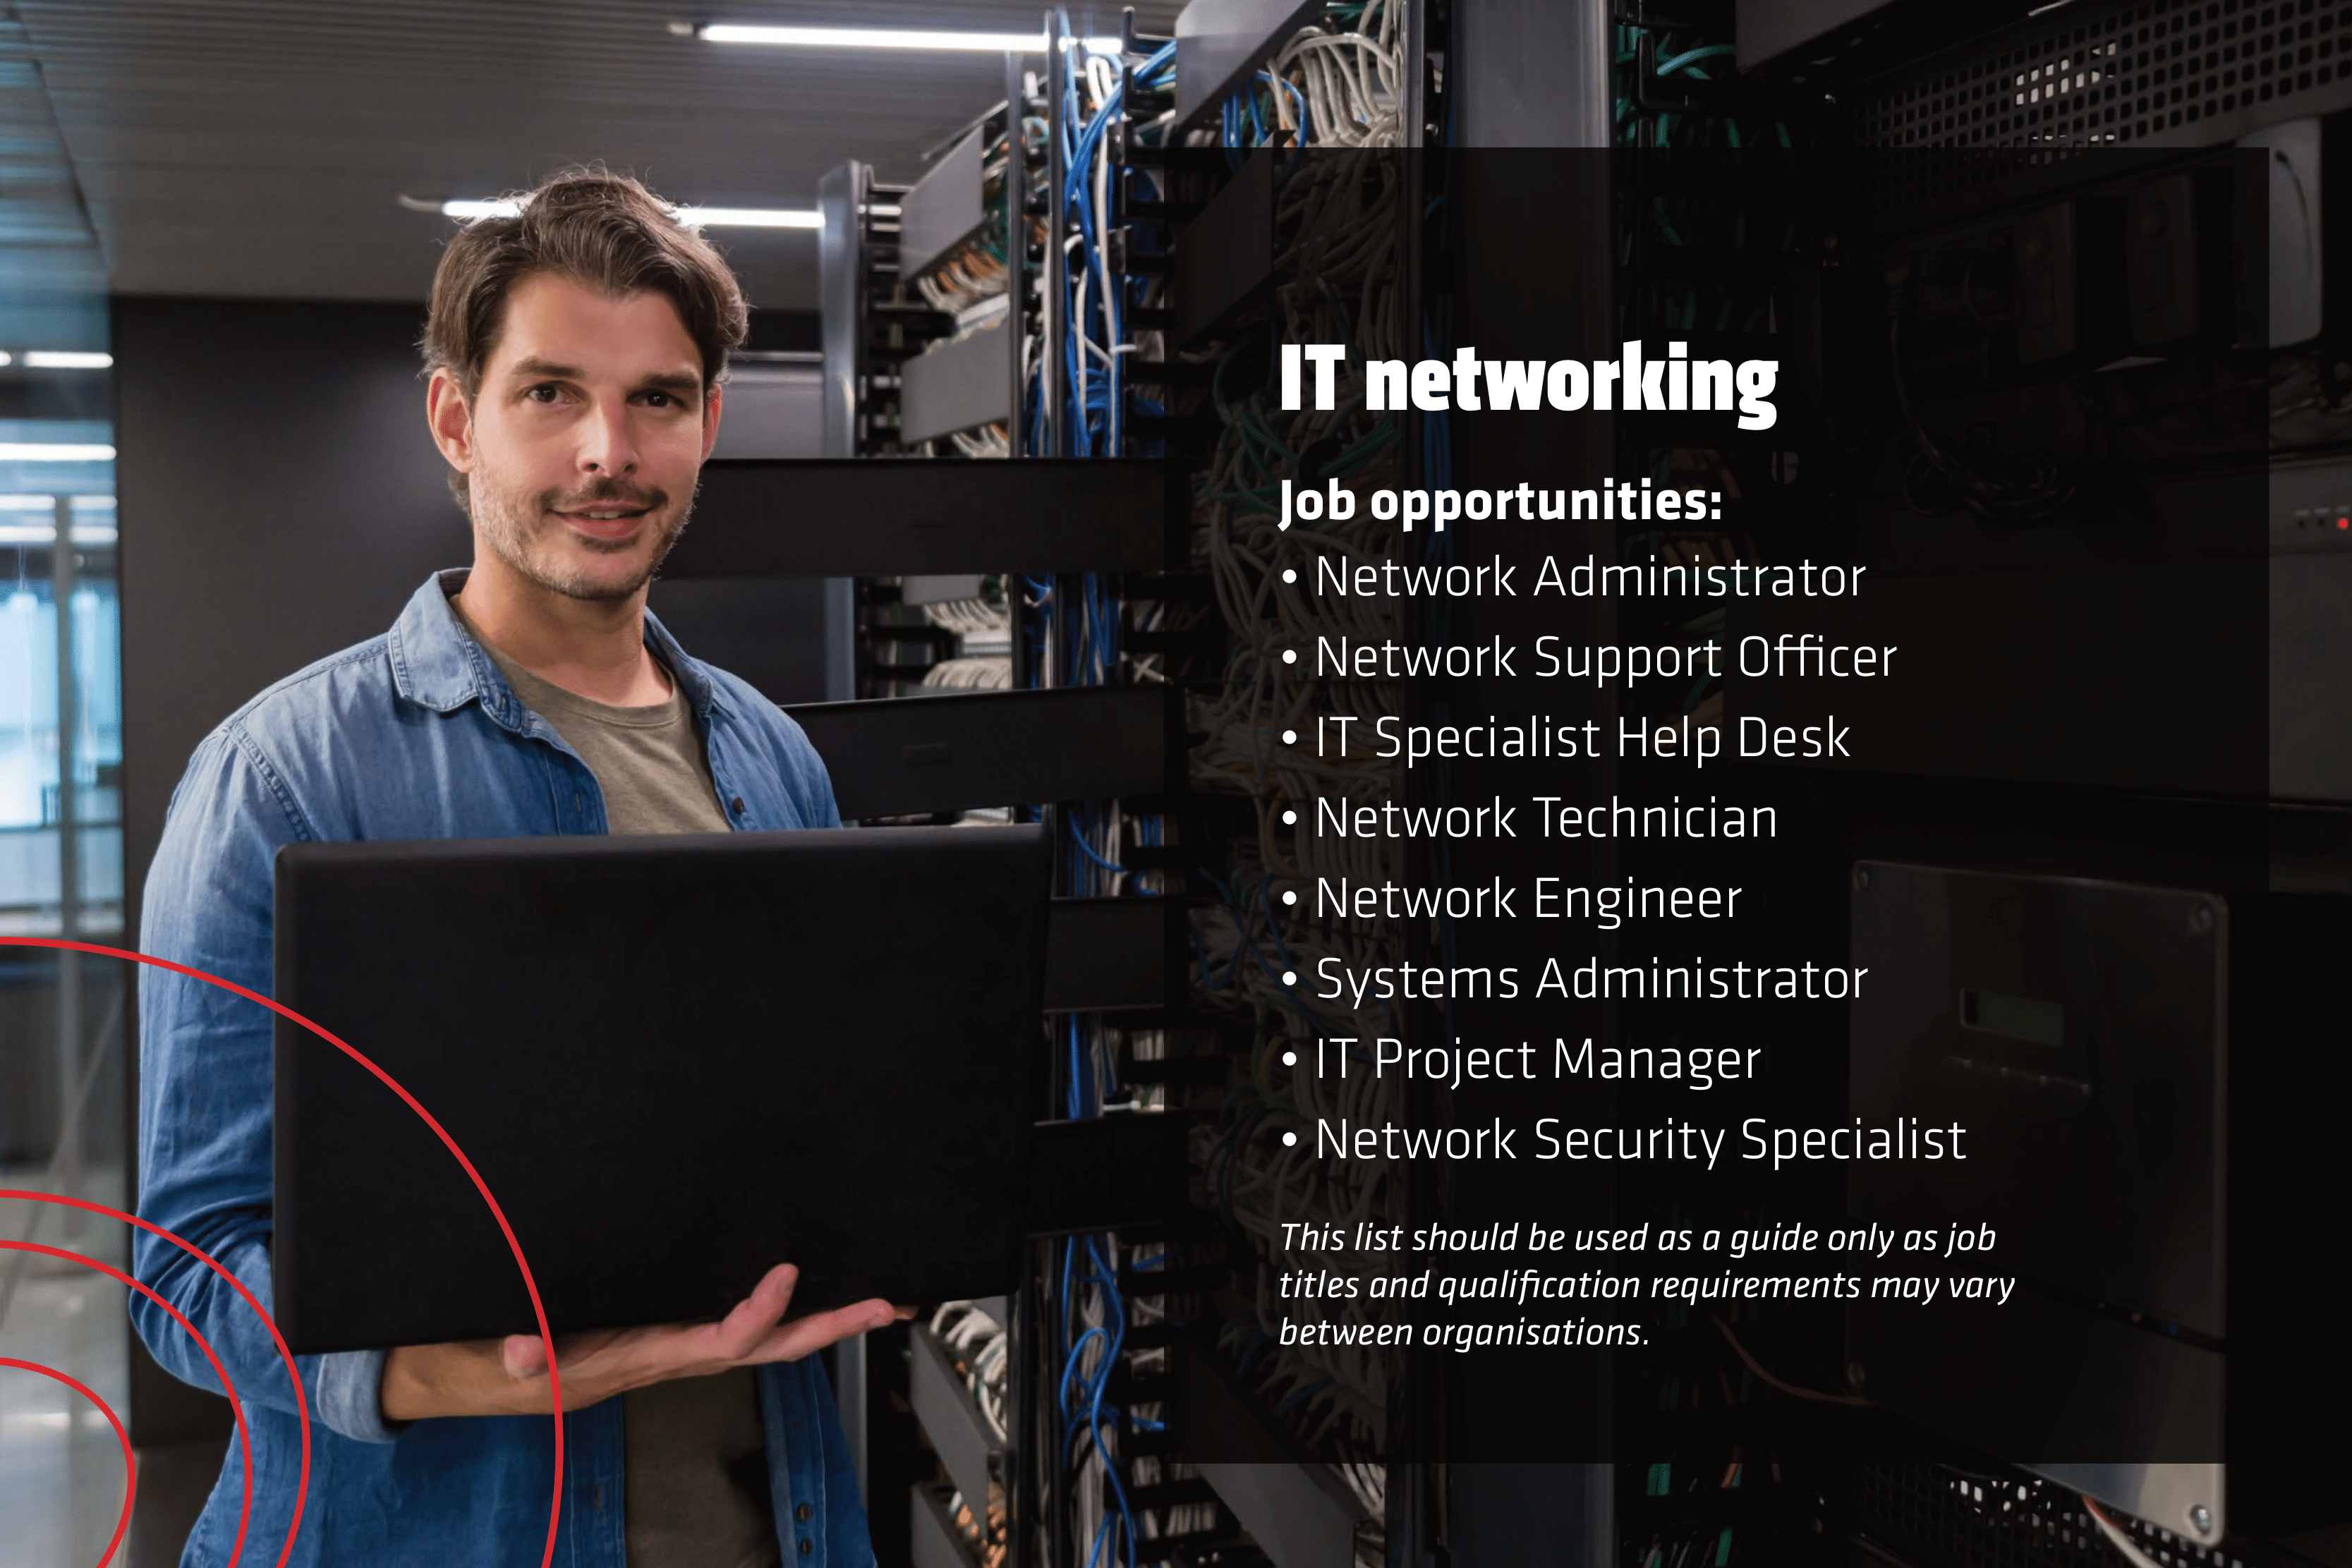 IT networking
Job opportunities:
• Network Administrator
• Network Support Officer
• IT Specialist Help Desk
• Network Technician
• Network Engineer
• Systems Administrator
• IT Project Manager
• Network Security Specialist
This list should be used as a guide only as job
titles and qualification requirements may vary
between organisations.